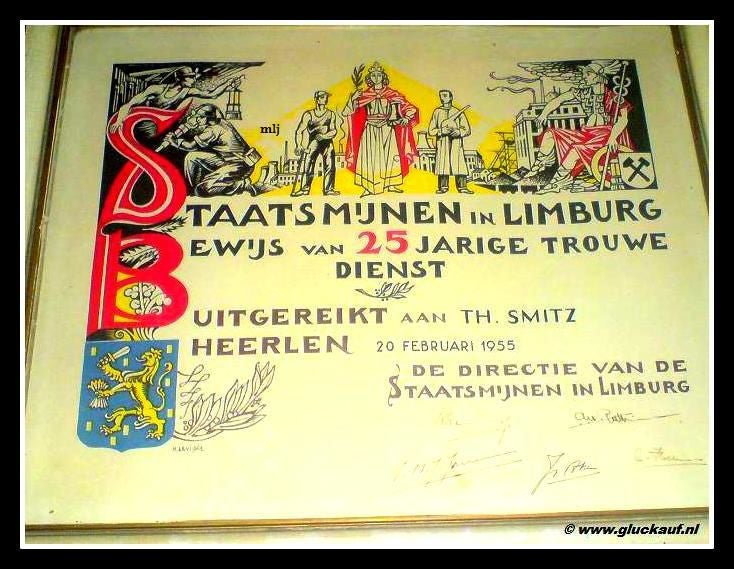 mlj
STAATSMIJNEN IN LIMBURG
BEWIJS VAN 25 JARIGE TROUWE
DIENST
UITGEREIKT AAN TH. SMITZ
HEERLEN 20 FEBRUARI 1955
DE DIRECTIE VAN DE
STAATSMIJNEN IN LIMBURG
© www.gluckauf.nl